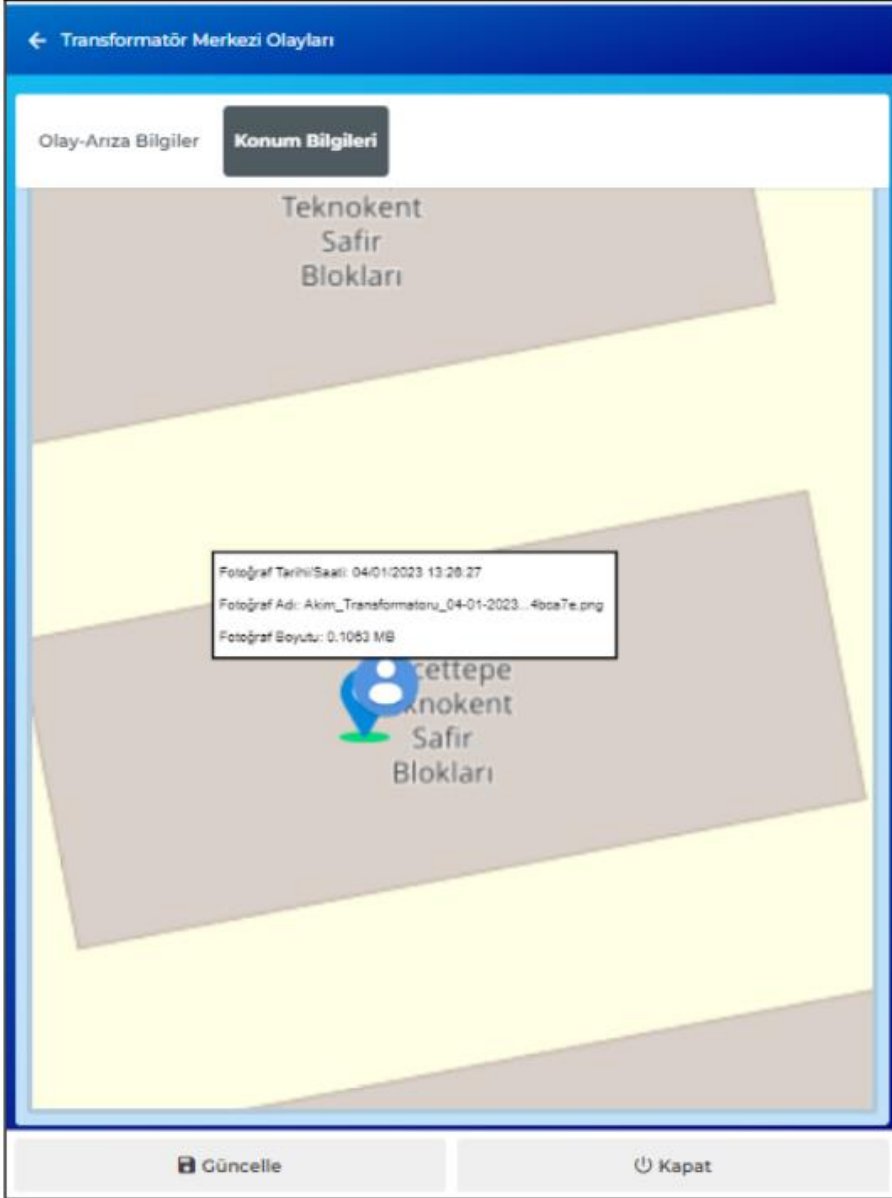 Transformatör Merkezi Olayları
Olay-Arıza Bilgiler
Konum Bilgileri
Teknokent
Safir
Blokları
Fotoğraf Tarihi/Saati: 04/01/2023 13:28:27
Fotoğraf Adı: Akim_Transformatoru_04-01-2023...4bca7e.png
Fotoğraf Boyutu: 0.1063 MB
cettepe
knokent
Safir
Blokları
Güncelle
Kapat